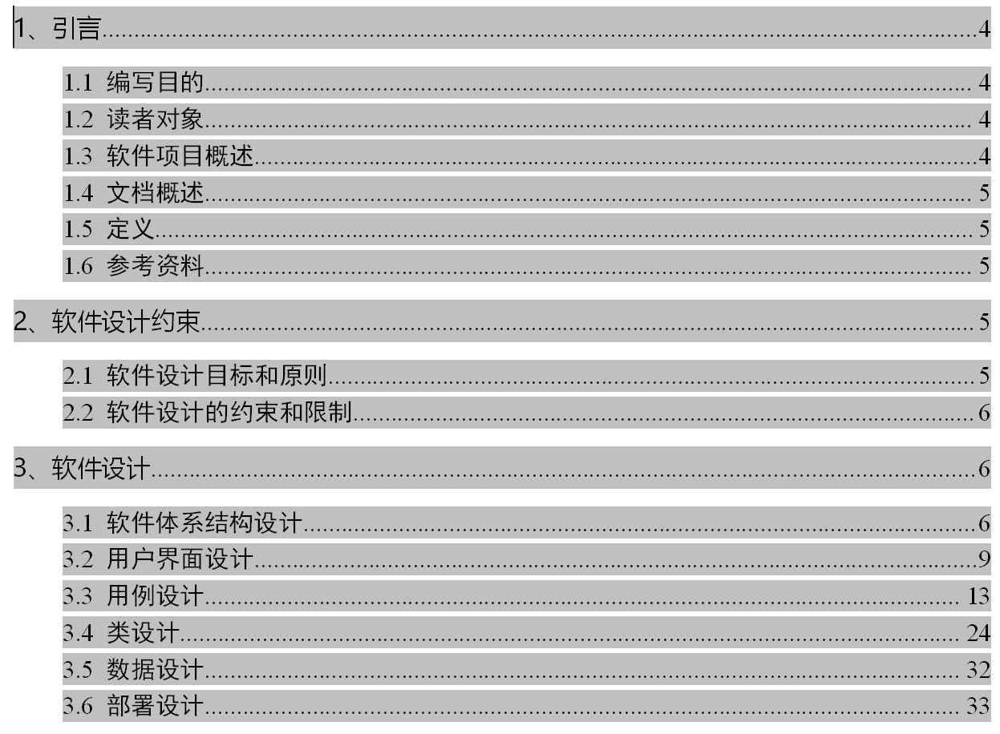 1、引言........................................4
1.1 编写目的........................................ 4
1.2 读者对象........................................ 4
1.3 软件项目概述........................................4
1.4 文档概述........................................ 5
1.5 定义........................................ 5
1.6 参考资料........................................ 5
2、软件设计约束........................................ 5
2.1 软件设计目标和原则........................................ 5
2.2 软件设计的约束和限制........................................ 6
3、软件设计........................................6
3.1 软件体系结构设计........................................6
3.2 用户界面设计........................................9
3.3 用例设计........................................ 13
3.4 类设计........................................ 24
3.5 数据设计........................................ 32
3.6 部署设计........................................ 33